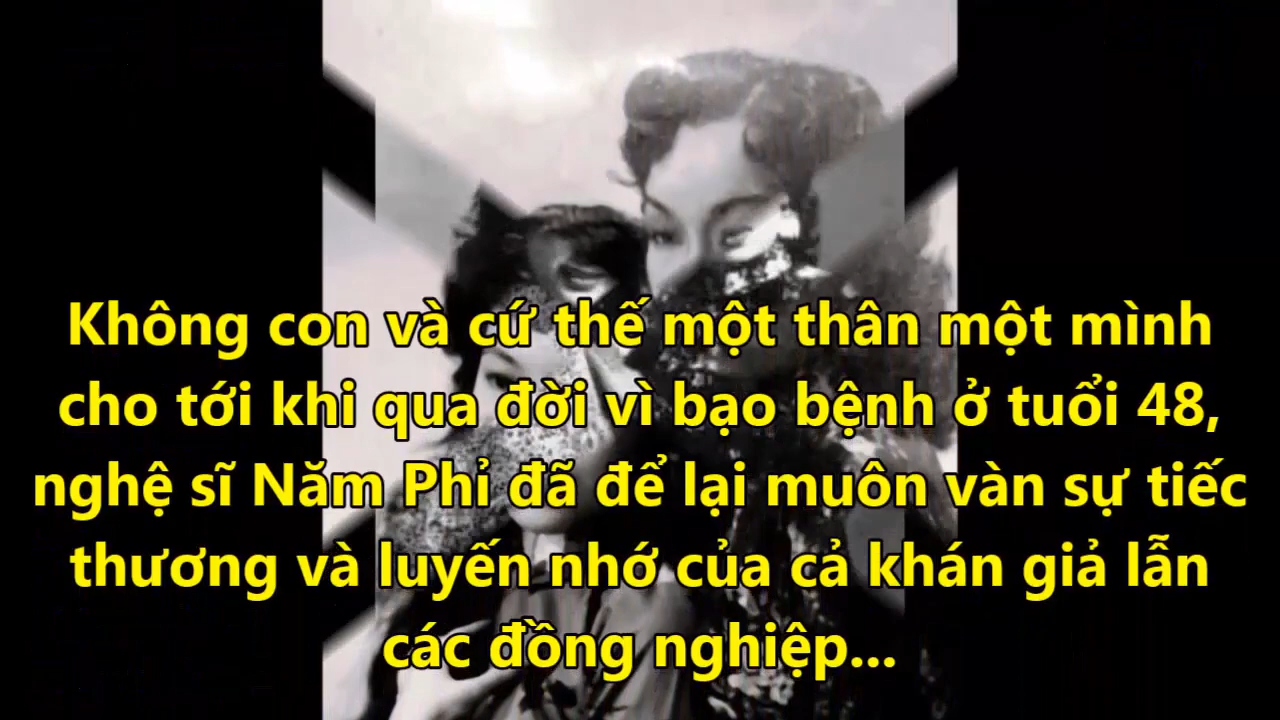 Không con và cứ thế một thân một mình
cho tới khi qua đời vì bạo bệnh ở tuổi 48,
nghệ sĩ Năm Phỉ đã để lại muôn vàn sự tiếc
thương và luyến nhớ của cả khán giả lẫn
các đồng nghiệp...